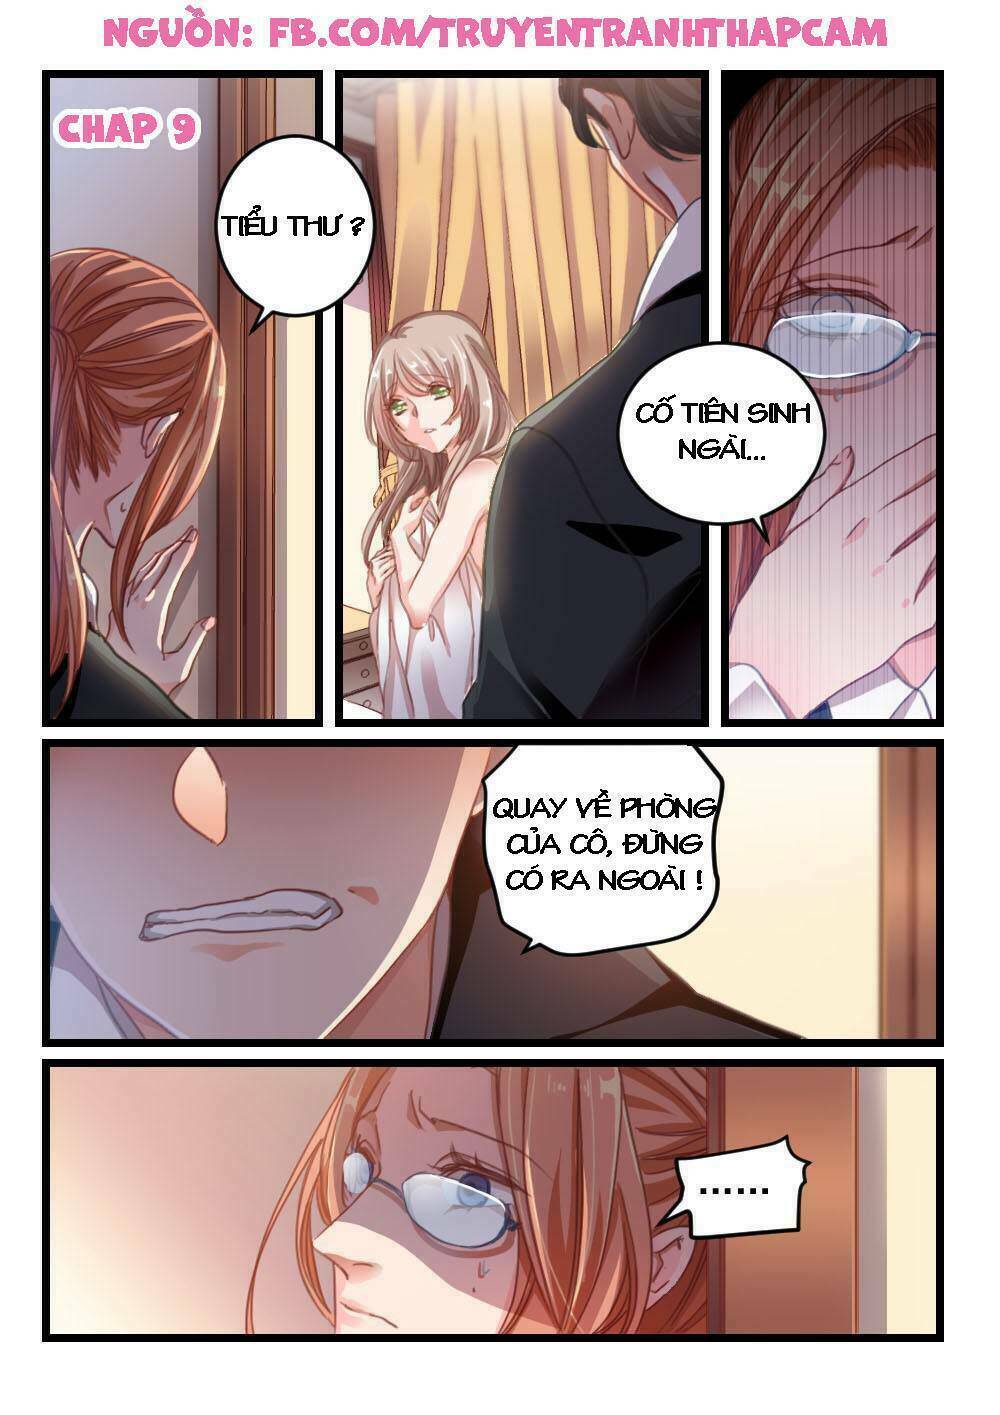 NGUỒN: FB.COM/TRUYENTRANHTHAPCAM
CHAP 9
TIỂU THƯ ?
CỐ TIÊN SINH
NGÀI...
QUAY VỀ PHÒNG
CỦA CÔ, ĐỪNG
CÓ RA NGOÀI !
......